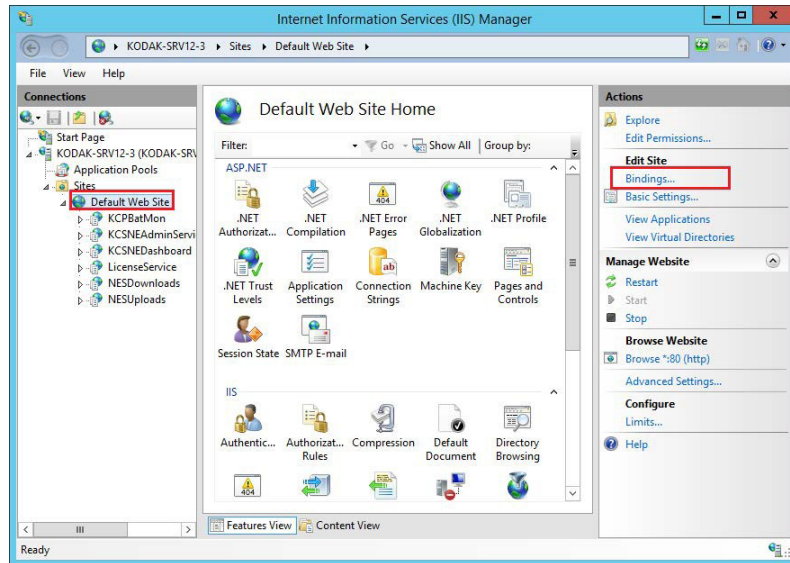 Internet Information Services (IIS) Manager
KODAK-SRV12-3 Sites Default Web Site
File View Help
Connections
Start Page
KODAK-SRV12-3 (KODAK-SRV
Application Pools
Sites
Default Web Site
KCPBatMon
KCSNEAdminServi
KCSNEDashboard
LicenseService
NESDownloads
NESUploads
Default Web Site Home
Filter: Go Show All Group by:
ASP.NET
.NET Authorizat...
.NET Compilation
.NET Error Pages
.NET Globalization
.NET Profile
.NET Trust Levels
Application Settings
Connection Strings
Machine Key
Pages and Controls
Session State
SMTP E-mail
IIS
Authentic...
Authorizat... Rules
Compression
Default Document
Directory Browsing
Features View Content View
Actions
Explore
Edit Permissions...
Edit Site
Bindings...
Basic Settings...
View Applications
View Virtual Directories
Manage Website
Restart
Start
Stop
Browse Website
Browse *:80 (http)
Advanced Settings...
Configure
Limits...
Help
Ready